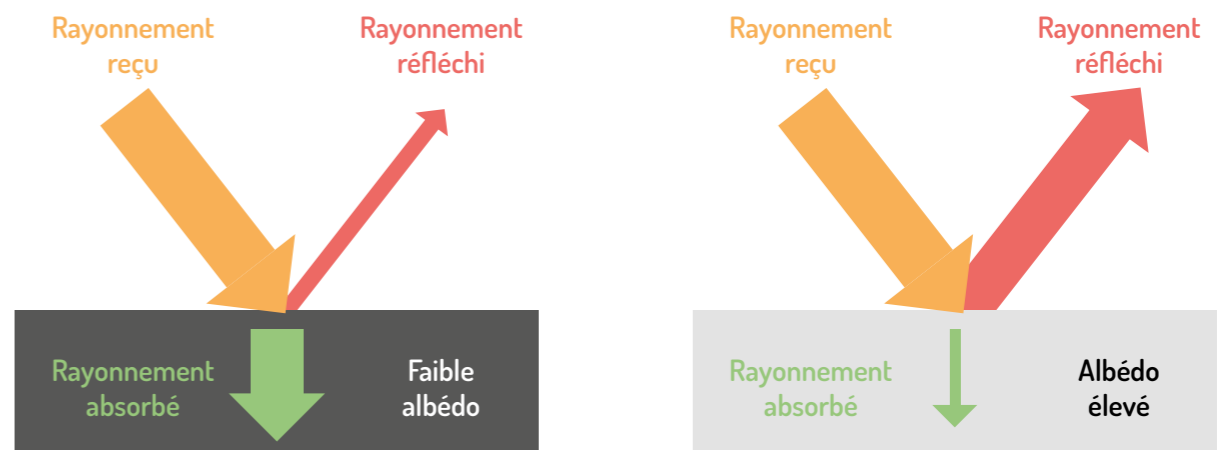 Rayonnement
reçu
Rayonnement
réfléchi
Rayonnement
absorbé
Faible
albédo
Rayonnement
reçu
Rayonnement
réfléchi
Rayonnement
absorbé
Albédo
élevé